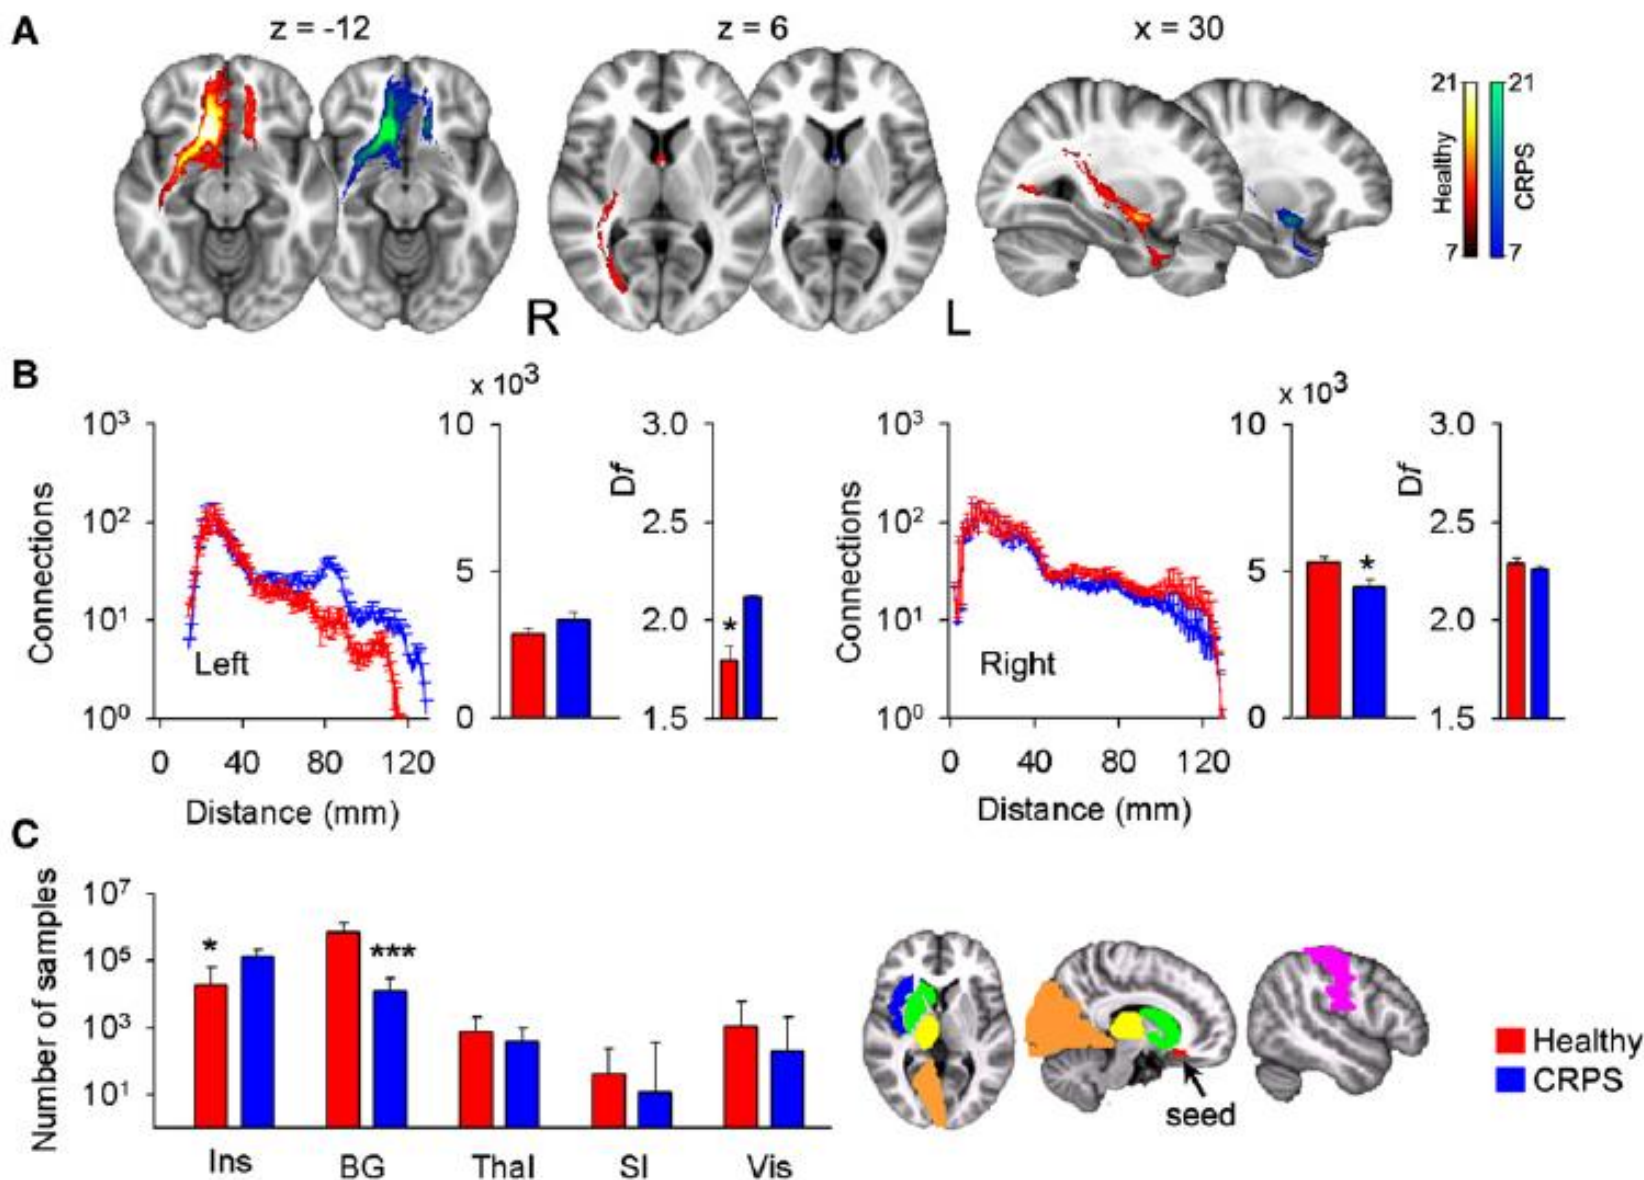 A
z = -12
z = 6
x = 30
21
21
Healthy
CRPS
7
7
R
L
B
x 10³
x 10³
10³
10²
10¹
10⁰
Connections
Left
0 40 80 120
Distance (mm)
10
5
0
Df
3.0
2.5
2.0
1.5
*
10³
10²
10¹
10⁰
Connections
Right
0 40 80 120
Distance (mm)
10
5
0
*
Df
3.0
2.5
2.0
1.5
C
Number of samples
10⁷
10⁵
10³
10¹
*
***
Ins BG Thal SI Vis
seed
Healthy
CRPS